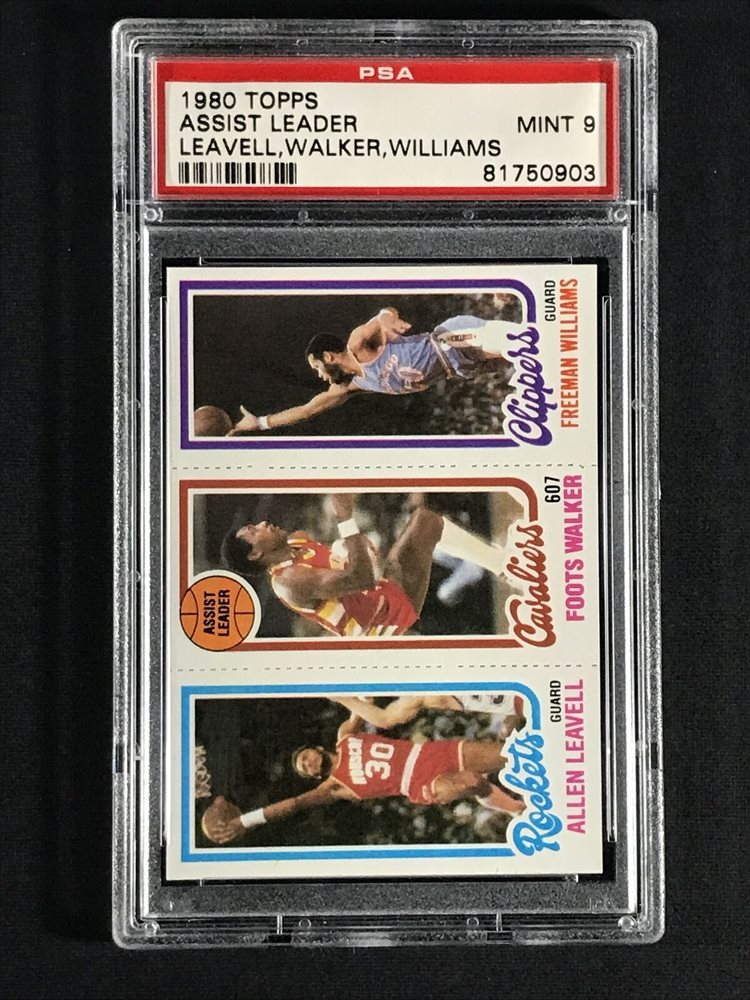 PSA
1980 TOPPS
ASSIST LEADER MINT 9
LEAVELL,WALKER,WILLIAMS
81750903
Rockets
GUARD
ALLEN LEAVELL
30
ASSIST
LEADER
Cavaliers
607
FOOTS WALKER
Clippers
GUARD
FREEMAN WILLIAMS